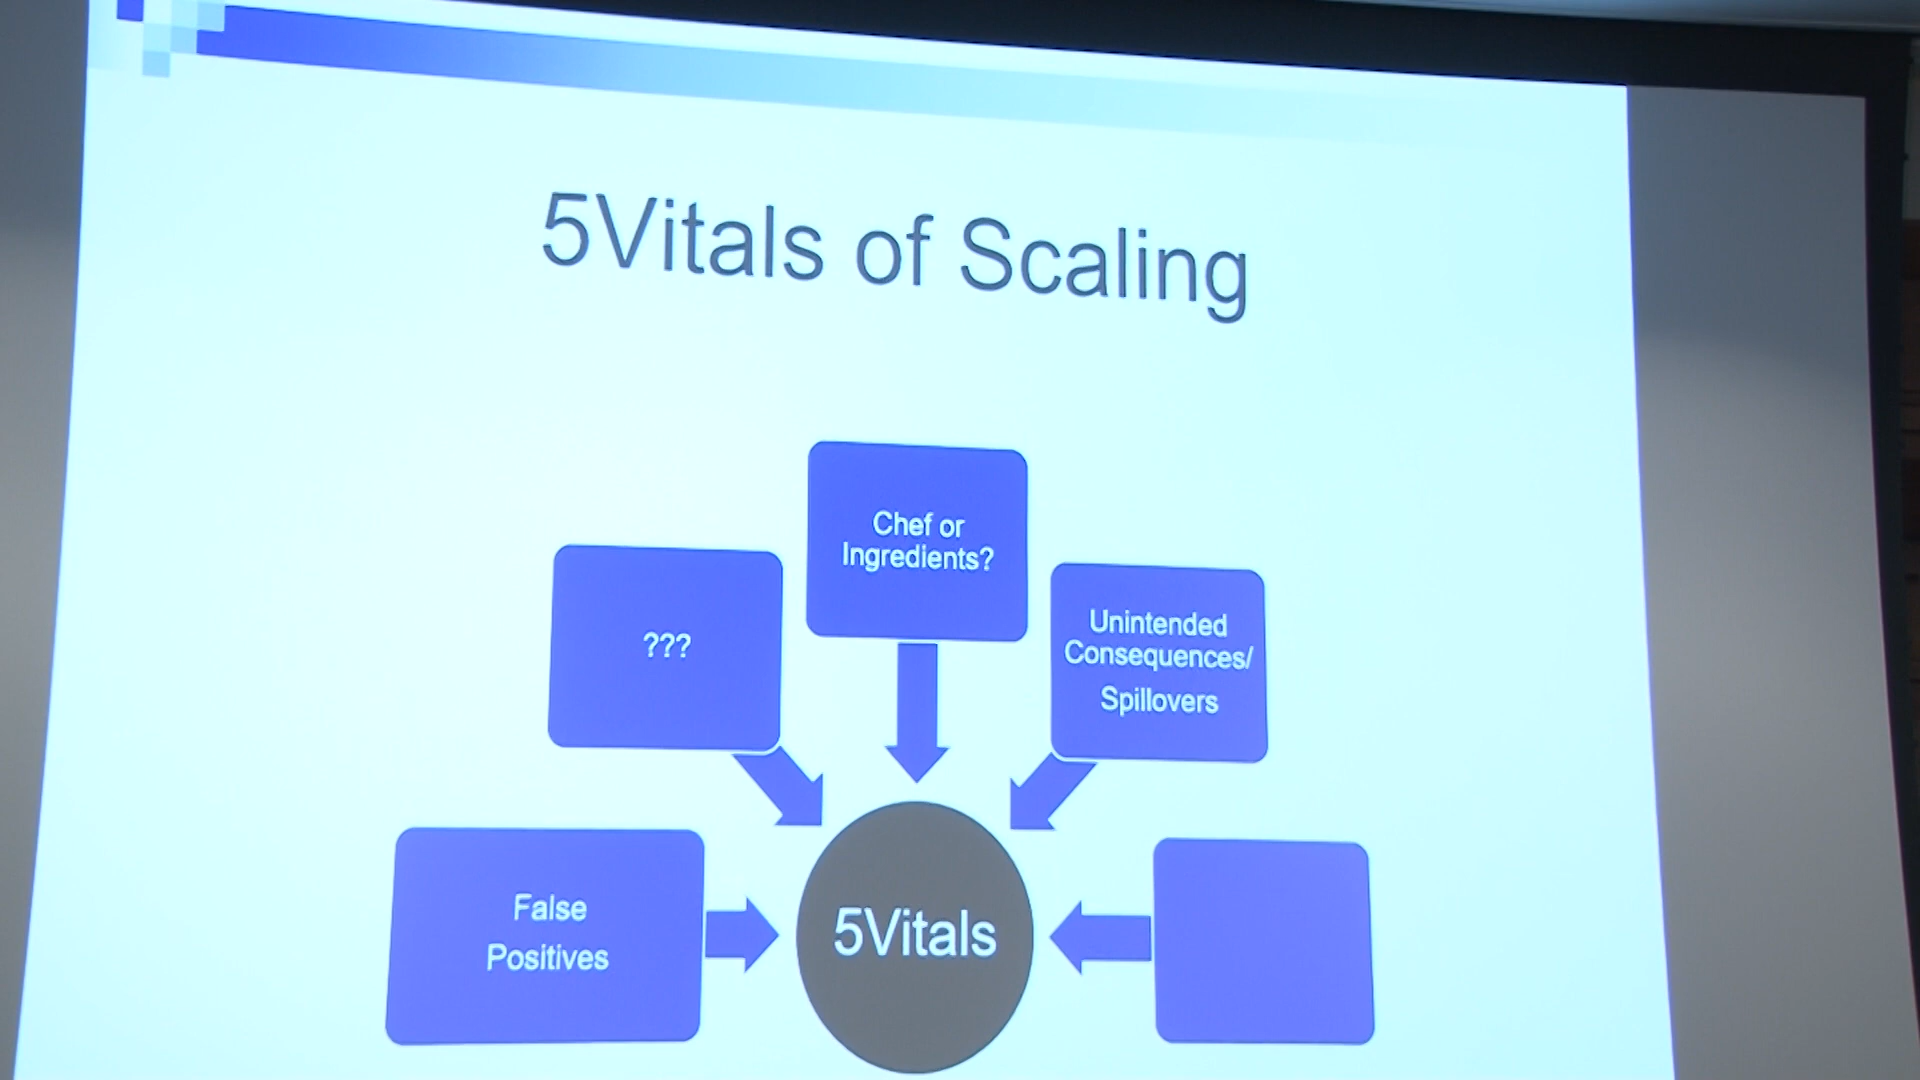 5Vitals of Scaling
Chef or
Ingredients?
???
Unintended
Consequences/
Spillovers
False
Positives
5Vitals